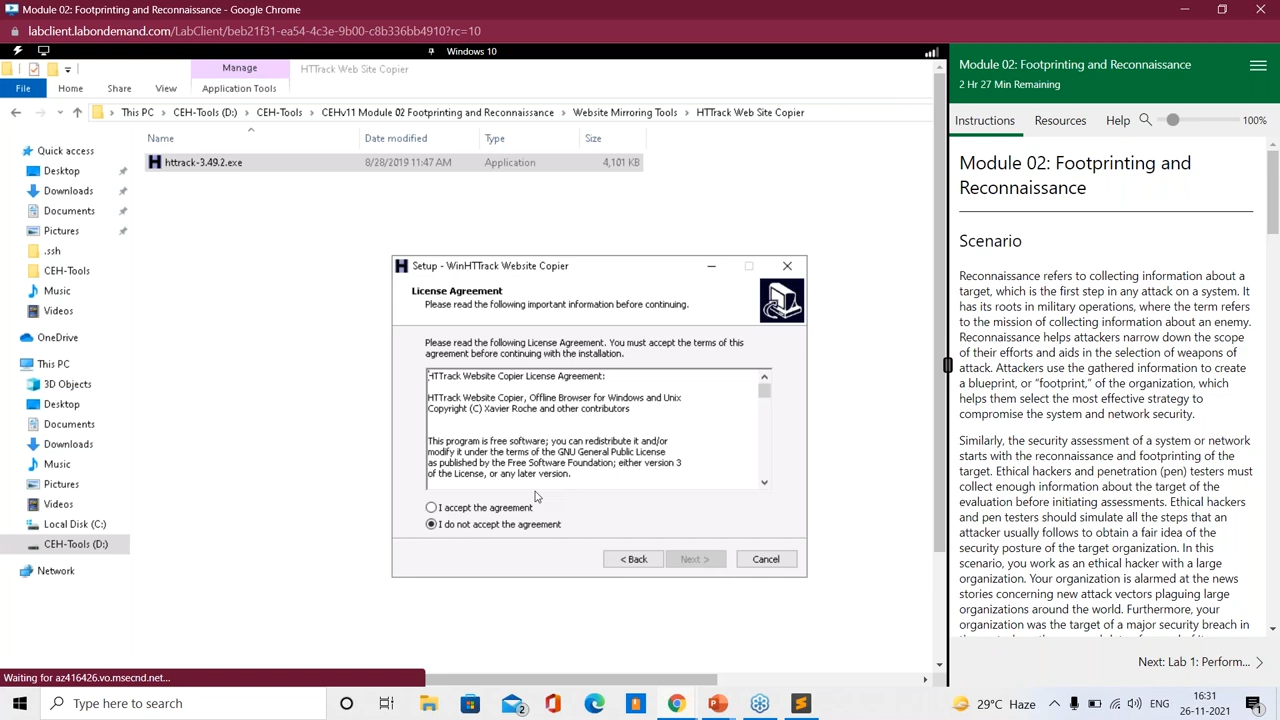 Module 02: Footprinting and Reconnaissance - Google Chrome
labclient.labondemand.com/LabClient/beb21f31-ea54-4c3e-9b00-c8b336bb4910?rc=10
Windows 10
Manage
HTTrack Web Site Copier
File
Home
Share
View
Application Tools
This PC
CEH-Tools (D:)
CEH-Tools
CEHv11 Module 02 Footprinting and Reconnaissance
Website Mirroring Tools
HTTrack Web Site Copier
Name
Date modified
Type
Size
httrack-3.49.2.exe
8/28/2019 11:47 AM
Application
4,101 KB
Quick access
Desktop
Downloads
Documents
Pictures
.ssh
CEH-Tools
Music
Videos
OneDrive
This PC
3D Objects
Desktop
Documents
Downloads
Music
Pictures
Videos
Local Disk (C:)
CEH-Tools (D:)
Network
Setup - WinHTTrack Website Copier
License Agreement
Please read the following important information before continuing.
Please read the following License Agreement. You must accept the terms of this
agreement before continuing with the installation.
HTTrack Website Copier License Agreement:
HTTrack Website Copier, Offline Browser for Windows and Unix
Copyright (C) Xavier Roche and other contributors
This program is free software; you can redistribute it and/or
modify it under the terms of the GNU General Public License
as published by the Free Software Foundation; either version 3
of the License, or any later version.
I accept the agreement
I do not accept the agreement
< Back
Next >
Cancel
Module 02: Footprinting and Reconnaissance
2 Hr 27 Min Remaining
Instructions
Resources
Help
100%
Module 02: Footprinting and
Reconnaissance
Scenario
Reconnaissance refers to collecting information about a
target, which is the first step in any attack on a system. It
has its roots in military operations, where the term refers
to the mission of collecting information about an enemy.
Reconnaissance helps attackers narrow down the scope
of their efforts and aids in the selection of weapons of
attack. Attackers use the gathered information to create
a blueprint, or “footprint,” of the organization, which
helps them select the most effective strategy to
compromise the system and network security.
Similarly, the security assessment of a system or network
starts with the reconnaissance and footprinting of the
target. Ethical hackers and penetration (pen) testers must
collect enough information about the target of the
evaluation before initiating assessments. Ethical hackers
and pen testers should simulate all the steps that an
attacker usually follows to obtain a fair idea of the
security posture of the target organization. In this
scenario, you work as an ethical hacker with a large
organization. Your organization is alarmed at the news
stories concerning new attack vectors plaguing large
organizations around the world. Furthermore, your
organization was the target of a major security breach in
Next: Lab 1: Perform...
Waiting for az416426.vo.msecnd.net...
Type here to search
2
29°C Haze
ENG
16:31
26-11-2021
1